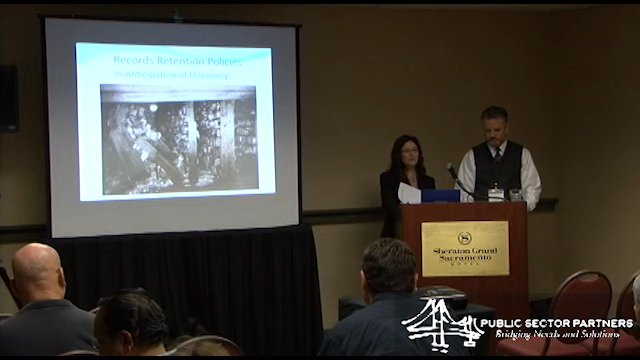 Records Retention Policies
In Anticipation of Discovery
S
Sheraton Grand
Sacramento
HOTEL
PUBLIC SECTOR PARTNERS
Bridging Needs and Solutions